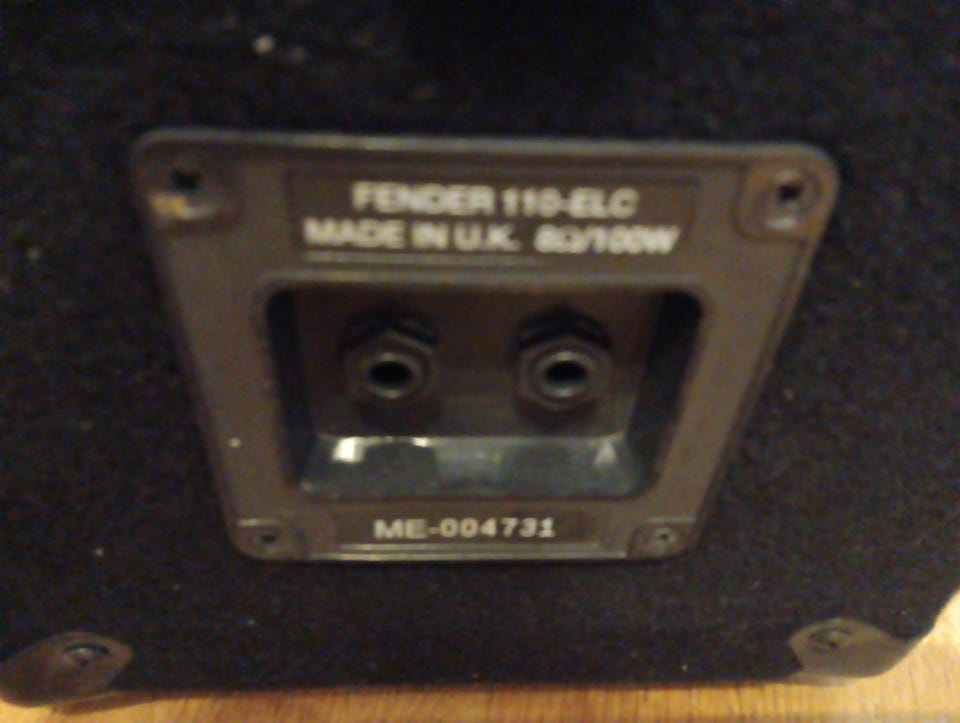 FENDER 110-ELC
MADE IN U.K. 8Ω/100W
ME-004731